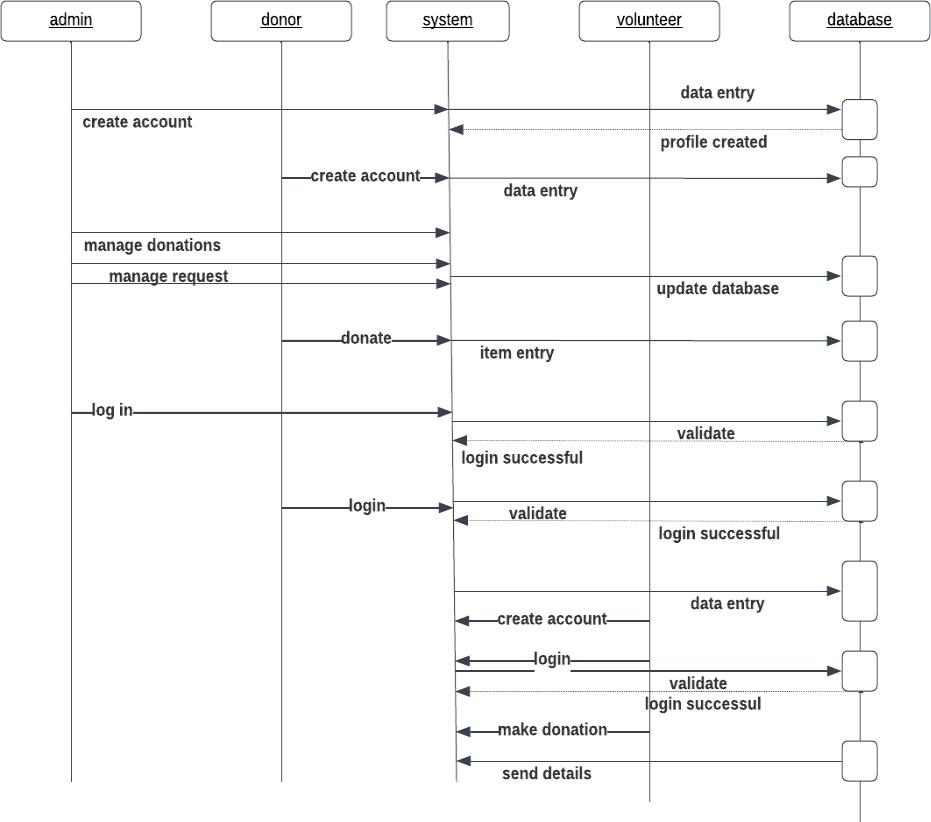 admin
donor
system
volunteer
database
data entry
create account
profile created
create account
data entry
manage donations
manage request
update database
donate
item entry
log in
validate
login successful
login
validate
login successful
data entry
create account
login
validate
login successul
make donation
send details